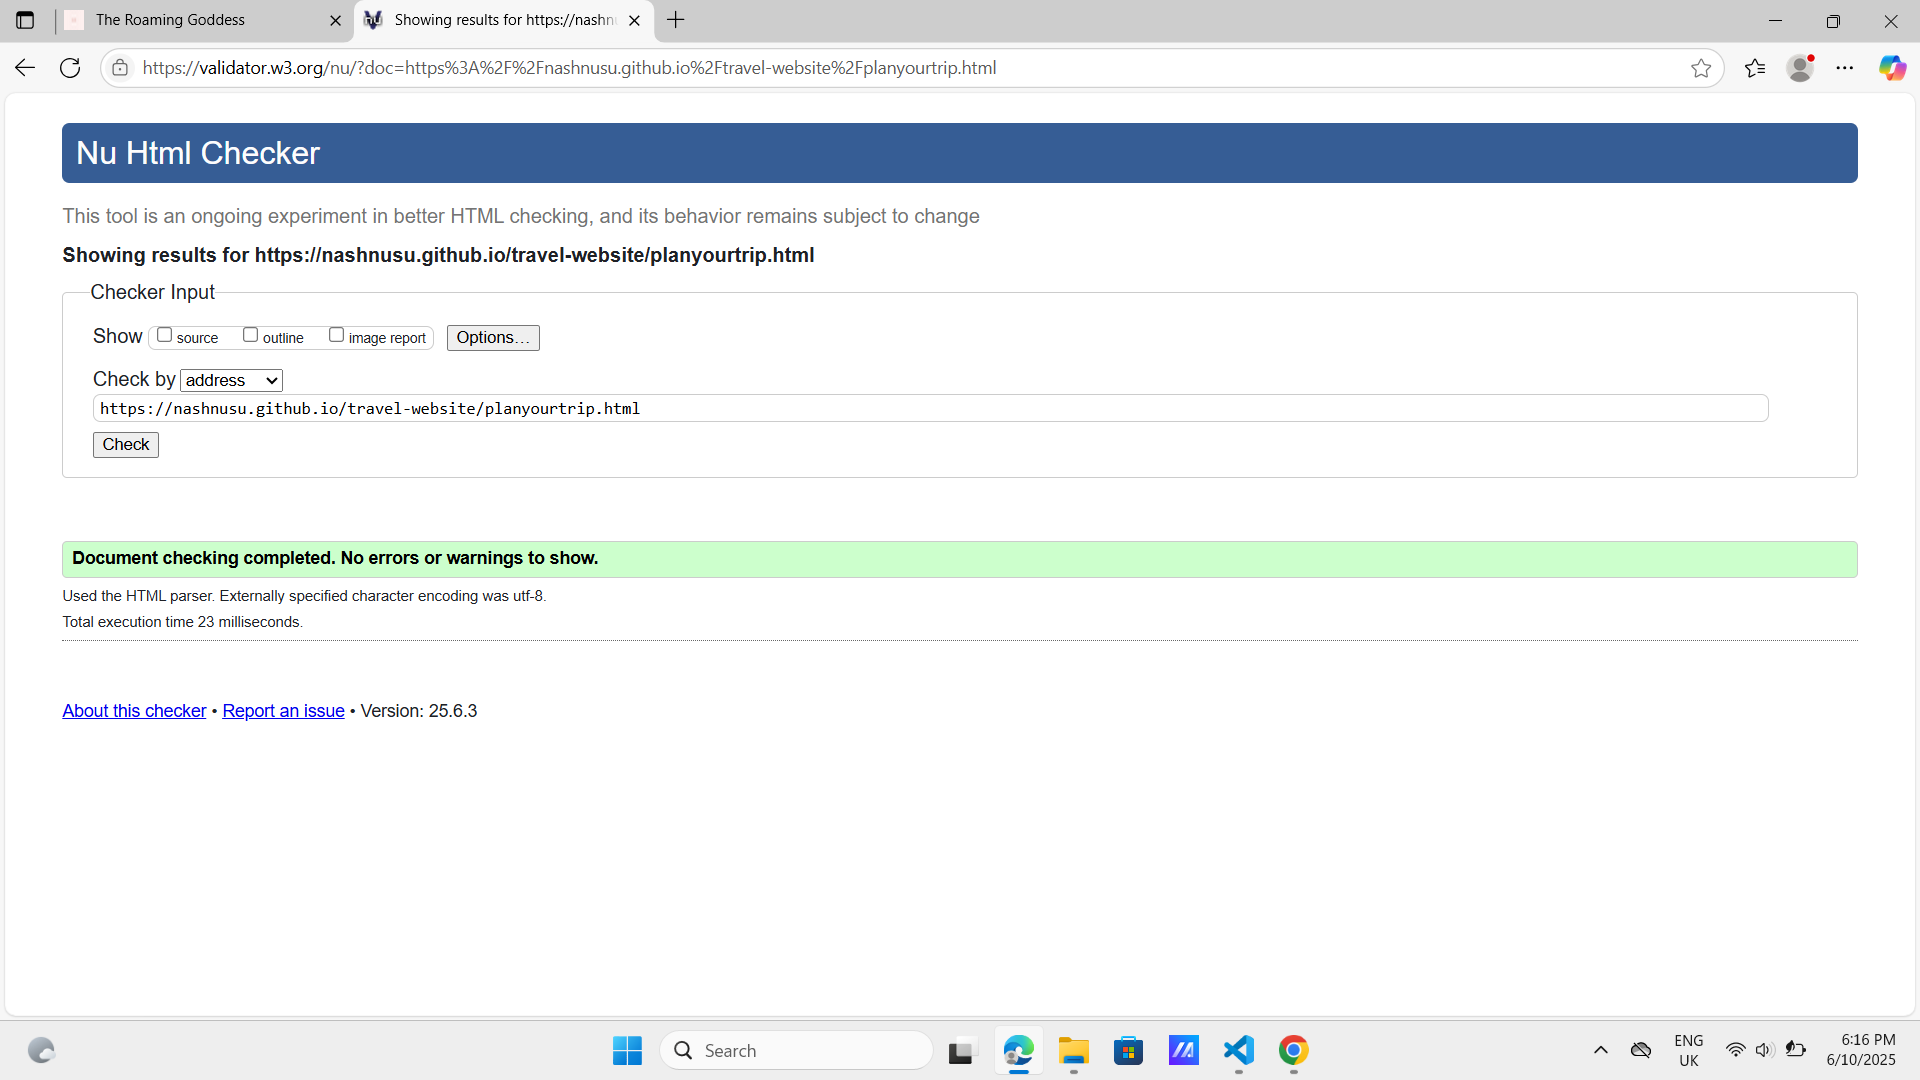 The Roaming Goddess
Showing results for https://nashnu
https://validator.w3.org/nu/?doc=https%3A%2F%2Fnashnusu.github.io%2Ftravel-website%2Fplanyourtrip.html
Nu Html Checker
This tool is an ongoing experiment in better HTML checking, and its behavior remains subject to change
Showing results for https://nashnusu.github.io/travel-website/planyourtrip.html
Checker Input
Show source outline image report Options…
Check by address
https://nashnusu.github.io/travel-website/planyourtrip.html
Check
Document checking completed. No errors or warnings to show.
Used the HTML parser. Externally specified character encoding was utf-8.
Total execution time 23 milliseconds.
About this checker • Report an issue • Version: 25.6.3
Search
ENG
UK
6:16 PM
6/10/2025